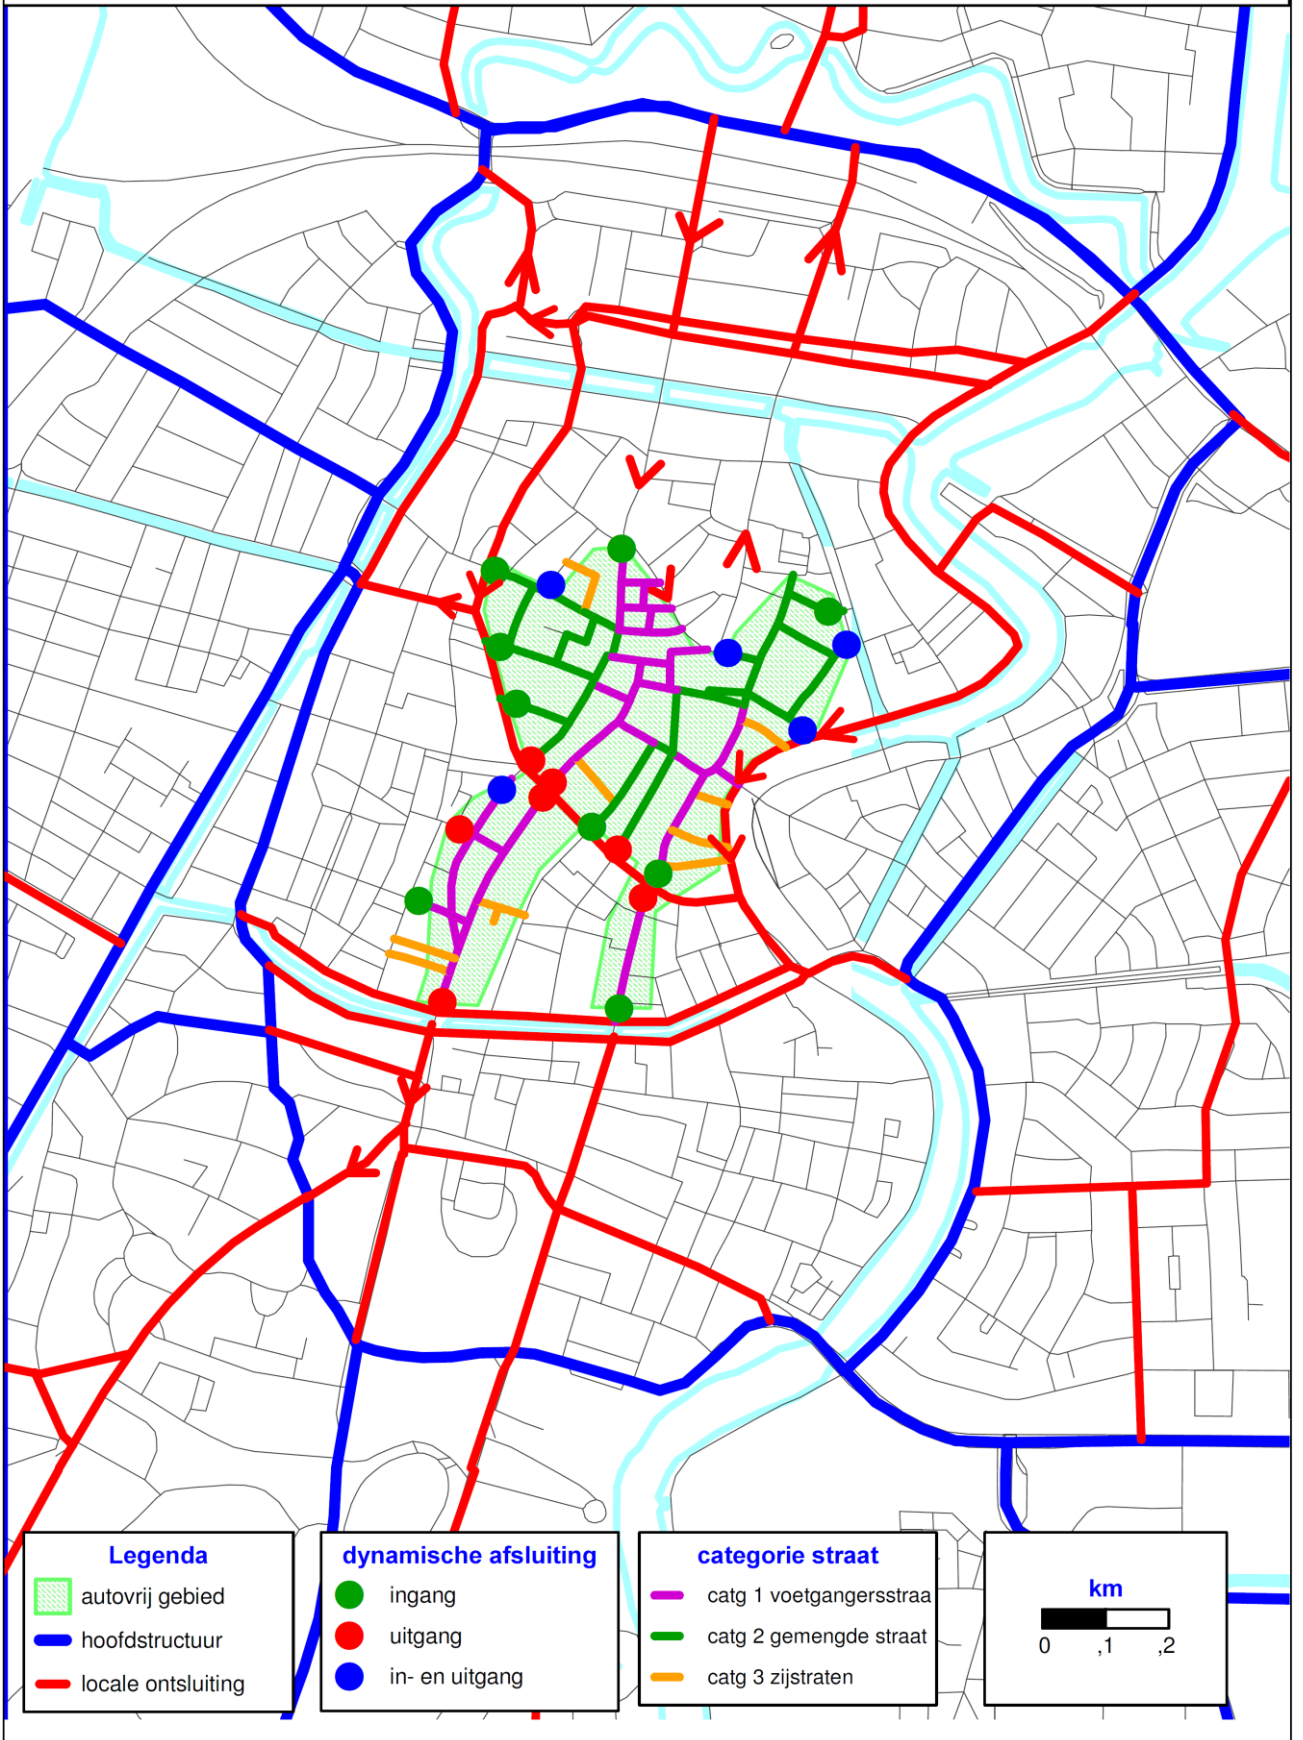 Legenda
autovrij gebied
hoofdstructuur
locale ontsluiting
dynamische afsluiting
ingang
uitgang
in- en uitgang
categorie straat
catg 1 voetgangersstraa
catg 2 gemengde straat
catg 3 zijstraten
km
0 ,1 ,2